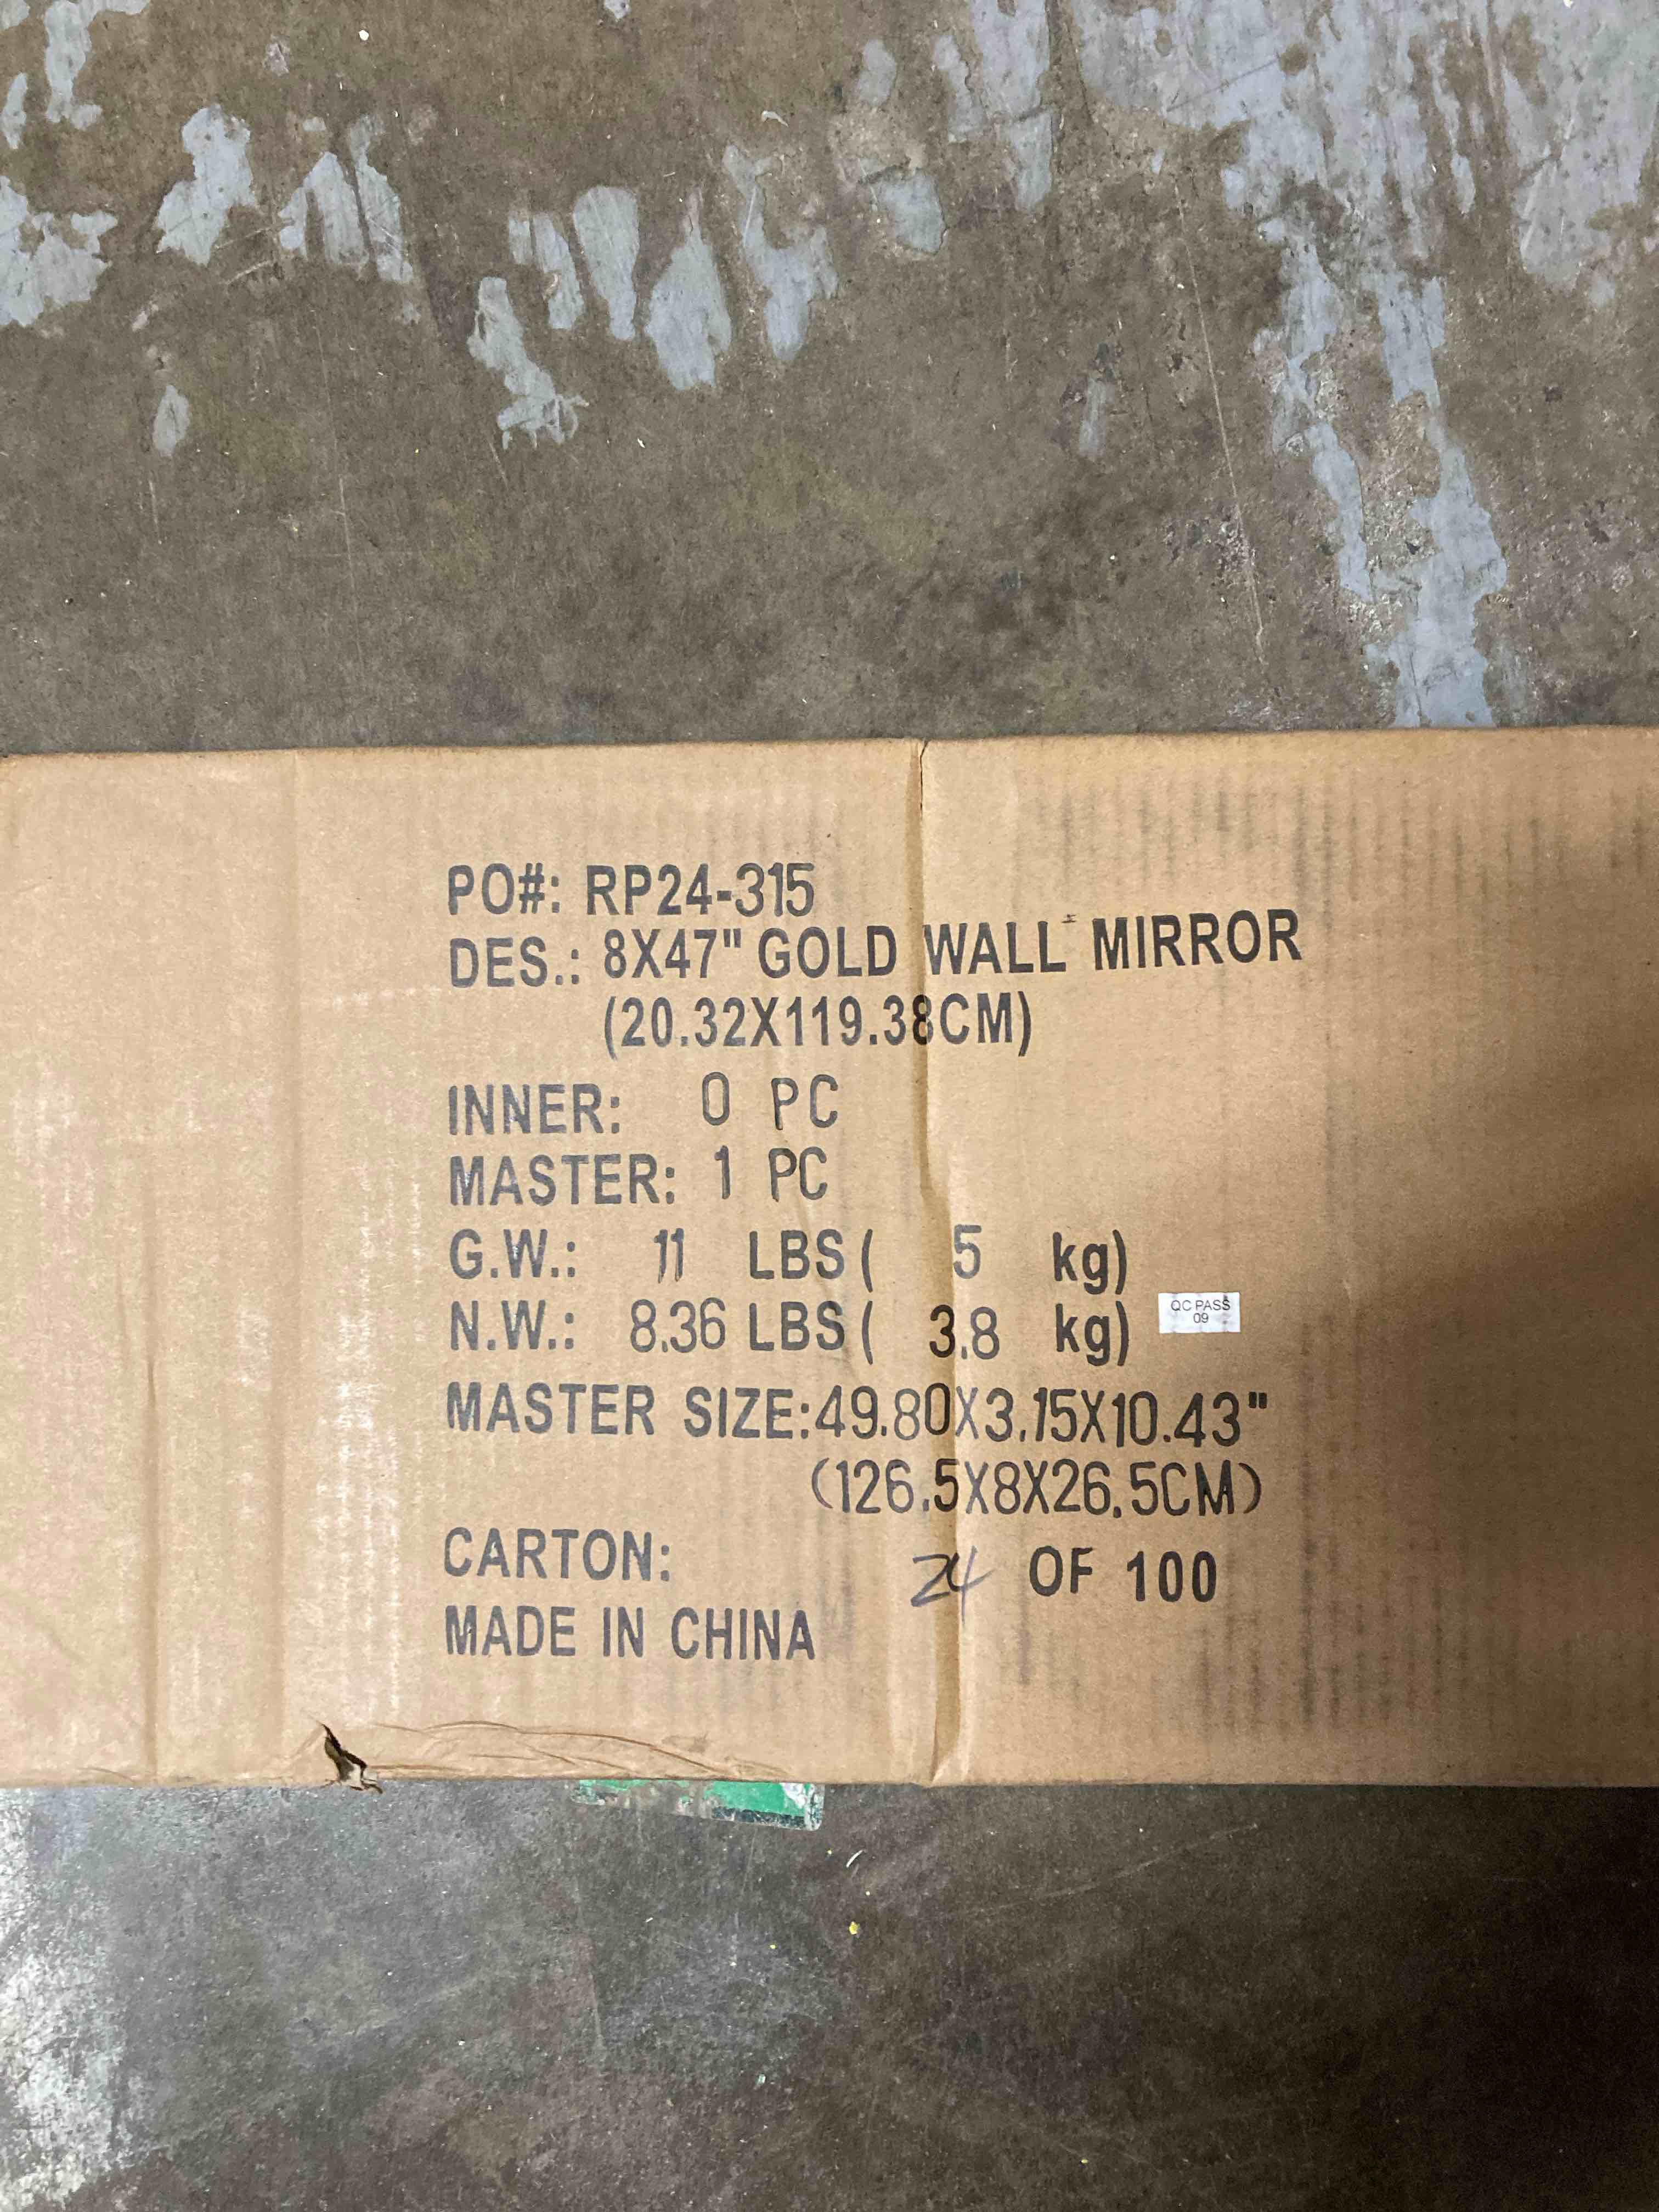 PO#: RP24-315
DES.: 8X47" GOLD WALL MIRROR
(20.32X119.38CM)
INNER: 0 PC
MASTER: 1 PC
G.W.: 11 LBS( 5 kg)
N.W.: 8.36 LBS( 3.8 kg)
QC PASS
09
MASTER SIZE:49.80X3.15X10.43"
(126.5X8X26.5CM)
CARTON: 24 OF 100
MADE IN CHINA